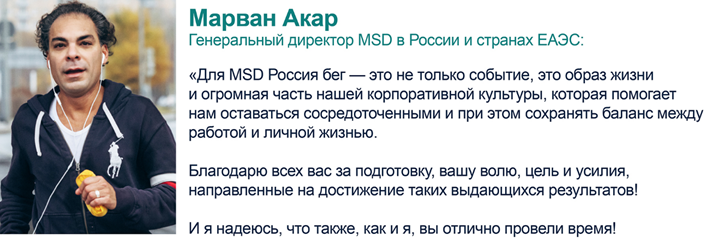 Марван Акар
Генеральный директор MSD в России и странах ЕАЭС:
«Для MSD Россия бег — это не только событие, это образ жизни
и огромная часть нашей корпоративной культуры, которая помогает
нам оставаться сосредоточенными и при этом сохранять баланс между
работой и личной жизнью.
Благодарю всех вас за подготовку, вашу волю, цель и усилия,
направленные на достижение таких выдающихся результатов!
И я надеюсь, что также, как и я, вы отлично провели время!